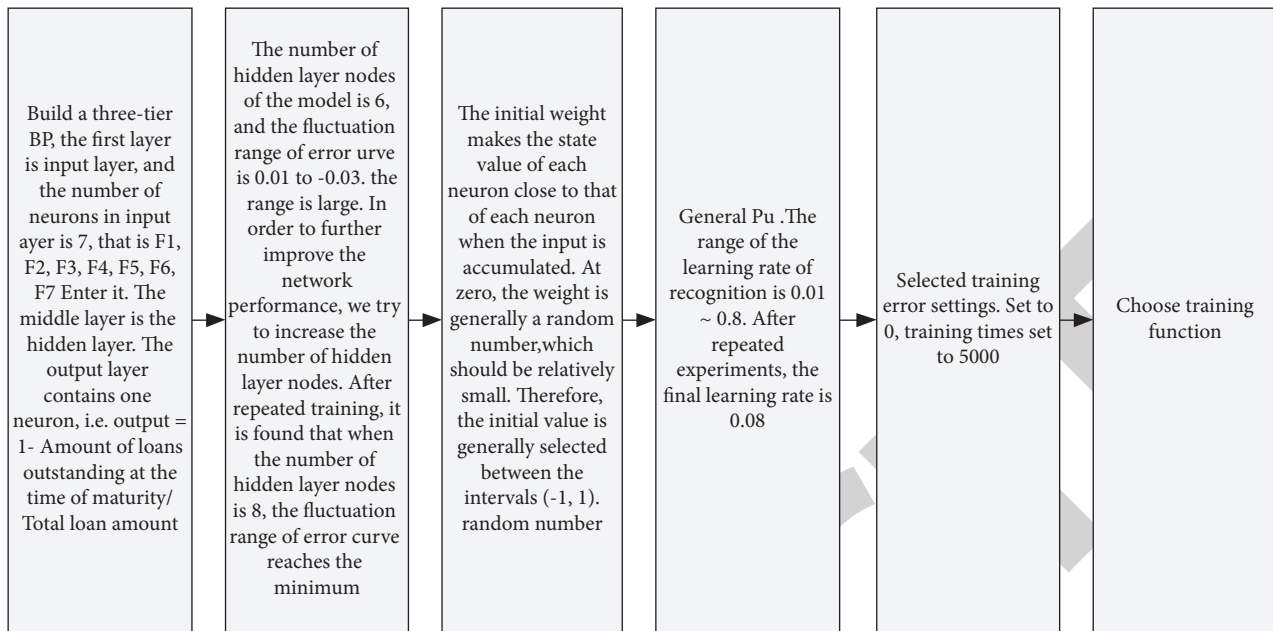 Build a three-tier
BP, the first layer
is input layer, and
the number of
neurons in input
ayer is 7, that is F1,
F2, F3, F4, F5, F6,
F7 Enter it. The
middle layer is the
hidden layer. The
output layer
contains one
neuron, i.e. output =
1- Amount of loans
outstanding at the
time of maturity/
Total loan amount
The number of
hidden layer nodes
of the model is 6,
and the fluctuation
range of error urve
is 0.01 to -0.03. the
range is large. In
order to further
improve the
network
performance, we try
to increase the
number of hidden
layer nodes. After
repeated training, it
is found that when
the number of
hidden layer nodes
is 8, the fluctuation
range of error curve
reaches the
minimum
The initial weight
makes the state
value of each
neuron close to that
of each neuron
when the input is
accumulated. At
zero, the weight is
generally a random
number,which
should be relatively
small. Therefore,
the initial value is
generally selected
between the
intervals (-1, 1).
random number
General Pu .The
range of the
learning rate of
recognition is 0.01
~ 0.8. After
repeated
experiments, the
final learning rate is
0.08
Selected training
error settings. Set to
0, training times set
to 5000
Choose training
function